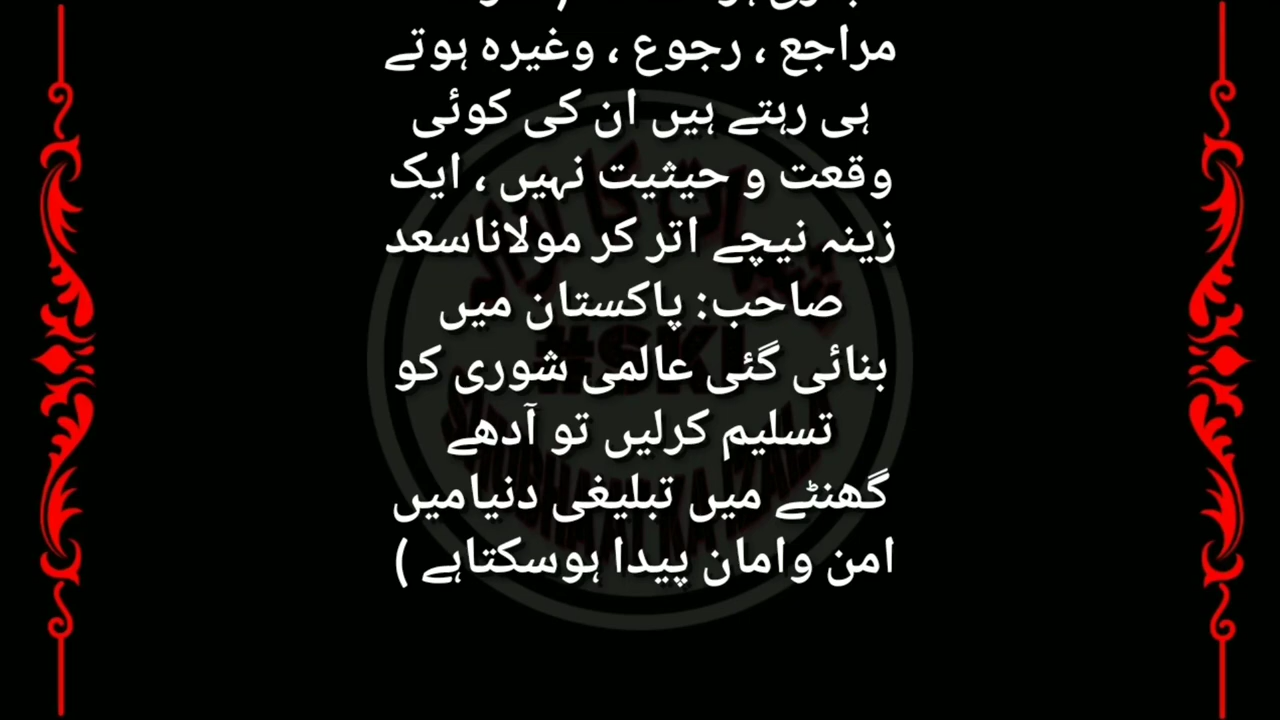 مراجع ، رجوع ، وغیرہ ہوتے
ہی رہتے ہیں ان کی کوئی
وقعت و حیثیت نہیں ، ایک
زینہ نیچے اتر کر مولاناسعد
صاحب: پاکستان میں
بنائی گئی عالمی شوری کو
تسلیم کرلیں تو آدھے
گھنٹے میں تبلیغی دنیامیں
امن وامان پیدا ہوسکتاہے )
#SKI